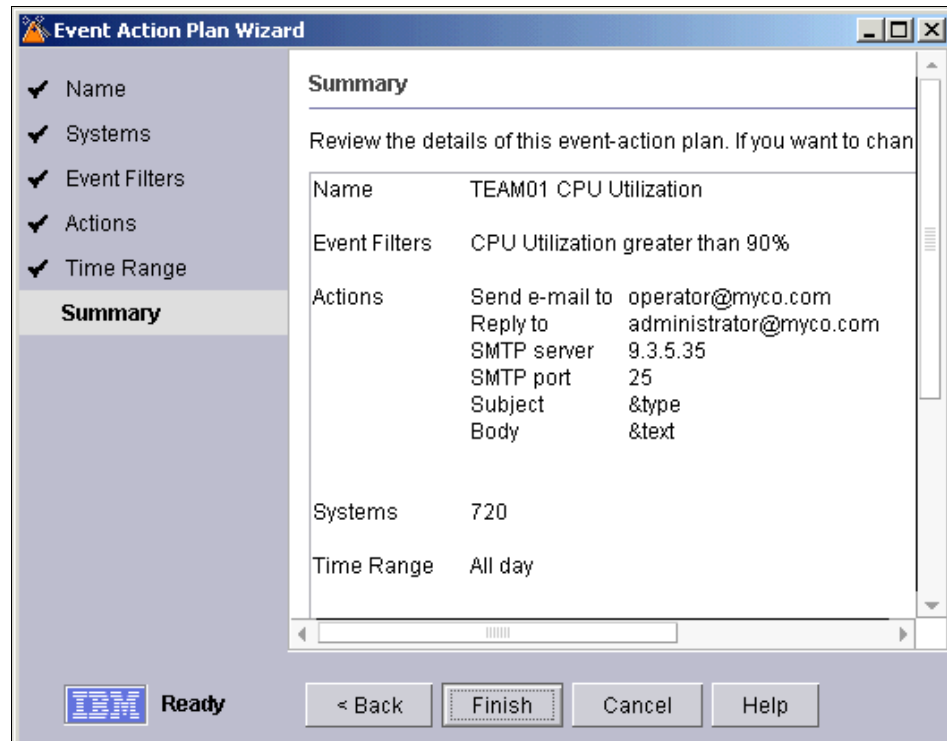 Event Action Plan Wizard
Name
Systems
Event Filters
Actions
Time Range
Summary
Summary
Review the details of this event-action plan. If you want to chan
Name TEAM01 CPU Utilization
Event Filters CPU Utilization greater than 90%
Actions Send e-mail to operator@myco.com
Reply to administrator@myco.com
SMTP server 9.3.5.35
SMTP port 25
Subject &type
Body &text
Systems 720
Time Range All day
IBM Ready
< Back Finish Cancel Help